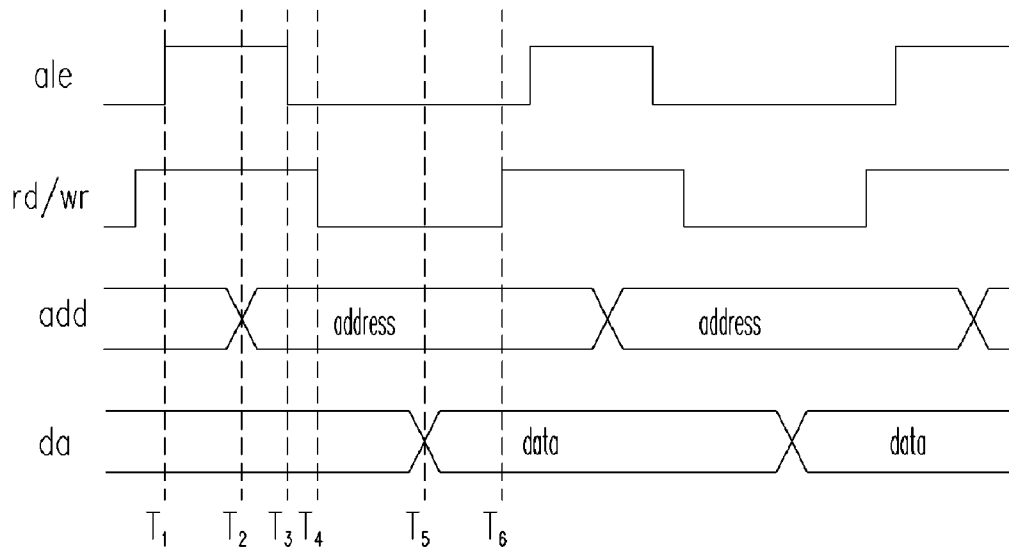 ale
rd/wr
add
address
address
da
data
data
T₁
T₂
T₃
T₄
T₅
T₆